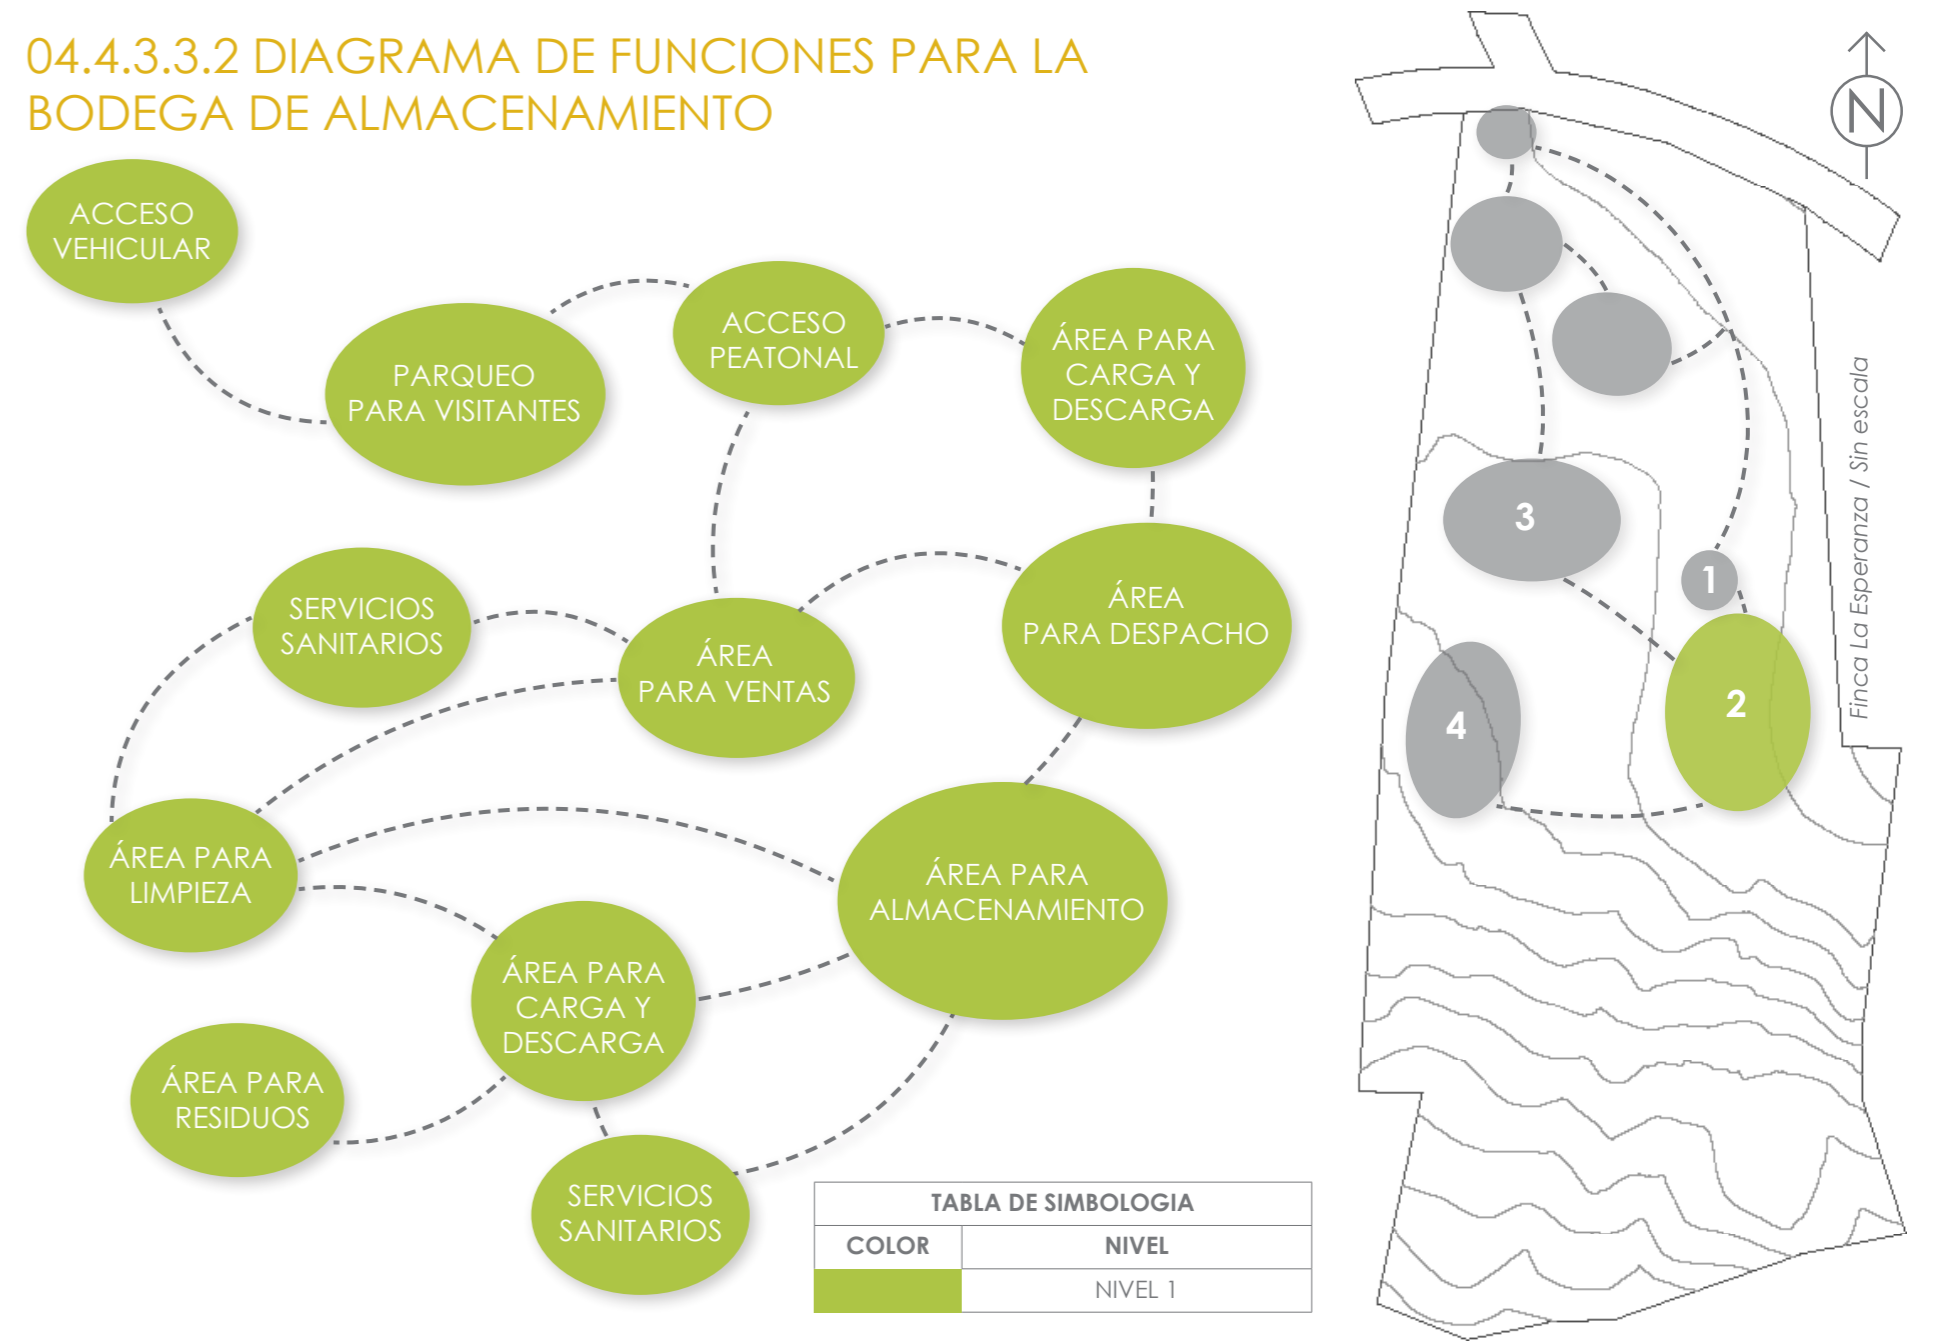 04.4.3.3.2 DIAGRAMA DE FUNCIONES PARA LA
BODEGA DE ALMACENAMIENTO
ACCESO
VEHICULAR
PARQUEO
PARA VISITANTES
ACCESO
PEATONAL
ÁREA PARA
CARGA Y
DESCARGA
SERVICIOS
SANITARIOS
ÁREA
PARA VENTAS
ÁREA
PARA DESPACHO
ÁREA PARA
LIMPIEZA
ÁREA PARA
CARGA Y
DESCARGA
ÁREA PARA
ALMACENAMIENTO
ÁREA PARA
RESIDUOS
SERVICIOS
SANITARIOS
TABLA DE SIMBOLOGIA
COLOR NIVEL
NIVEL 1
N
3
1
2
4
Finca La Esperanza / Sin escala